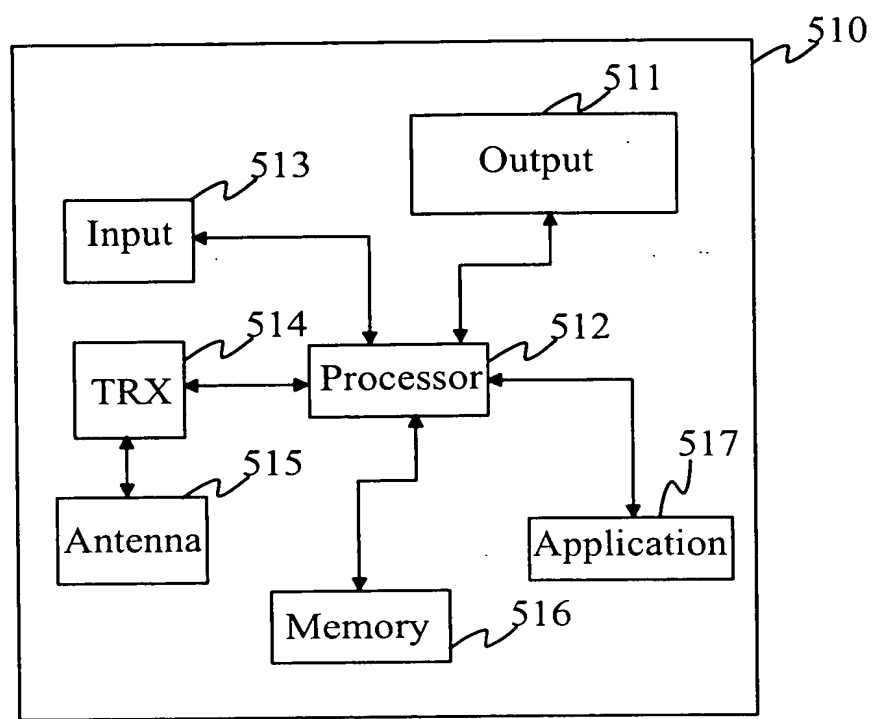 510
511
Output
513
Input
514
TRX
512
Processor
515
Antenna
517
Application
Memory
516